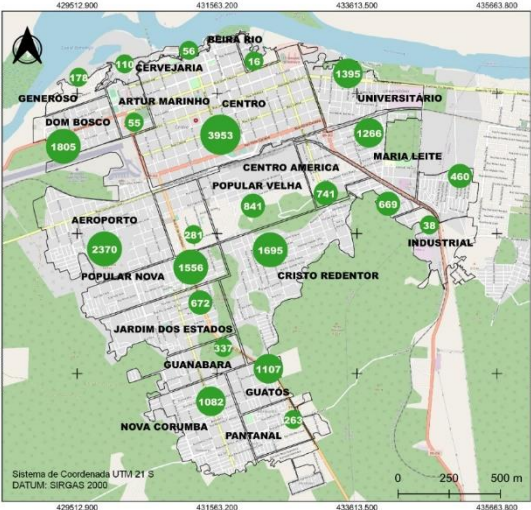 429512.900 431563.200 433613.500 435663.800
BEIRA RIO
56
16
110
CERVEJARIA
1395
178
GENEROSO
ARTUR MARINHO
CENTRO
UNIVERSITÁRIO
DOM BOSCO
55
3953
1266
1805
MARIA LEITE
CENTRO AMERICA
460
POPULAR VELHA
741
841
669
AEROPORTO
38
281
INDUSTRIAL
2370
1695
1556
POPULAR NOVA
CRISTO REDENTOR
672
JARDIM DOS ESTADOS
337
GUANABARA
1107
GUATÓS
1082
263
NOVA CORUMBA
PANTANAL
Sistema de Coordenada UTM 21 S
DATUM: SIRGAS 2000
0 250 500 m
429512.900 431563.200 433613.500 435663.800